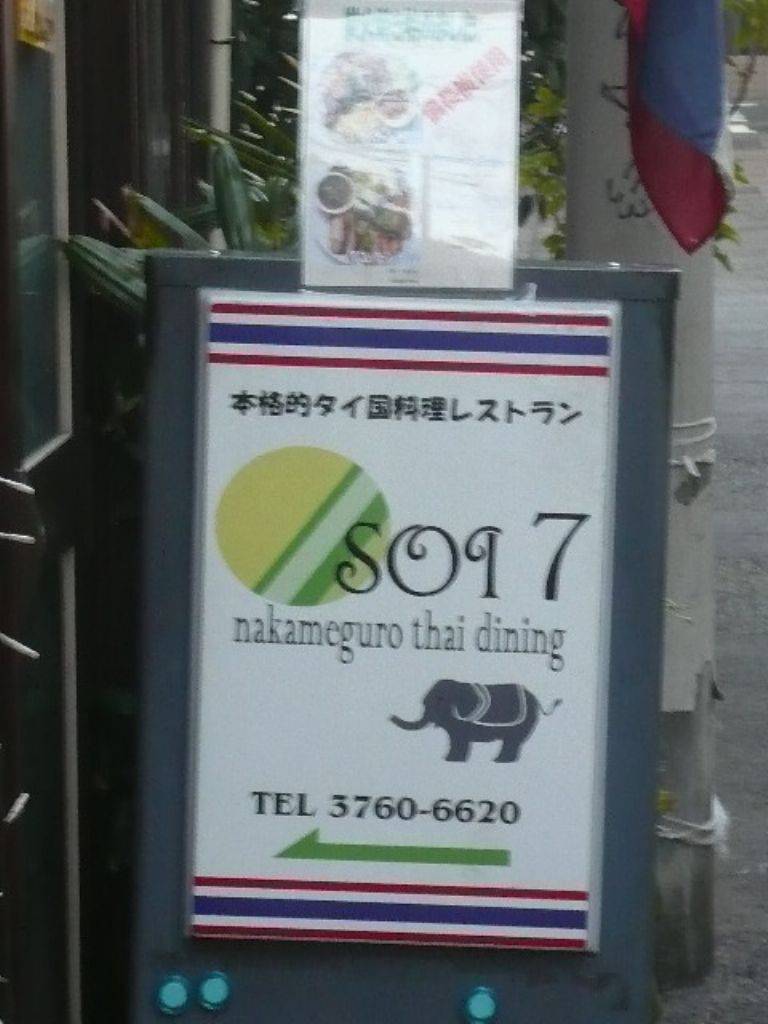 本格的タイ国料理レストラン
SOI 7
nakameguro thai dining
TEL 3760-6620